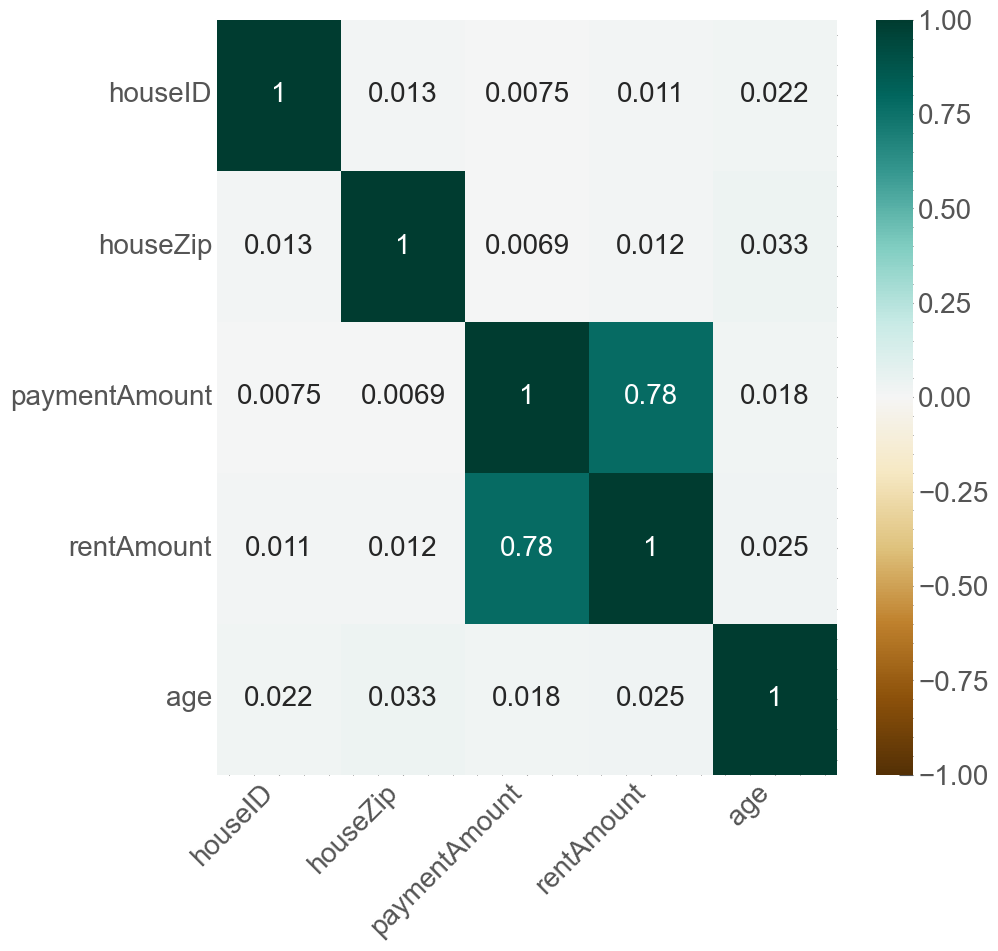 houseID 1 0.013 0.0075 0.011 0.022
houseZip 0.013 1 0.0069 0.012 0.033
paymentAmount 0.0075 0.0069 1 0.78 0.018
rentAmount 0.011 0.012 0.78 1 0.025
age 0.022 0.033 0.018 0.025 1
houseID houseZip paymentAmount rentAmount age
1.00
0.75
0.50
0.25
0.00
−0.25
−0.50
−0.75
−1.00